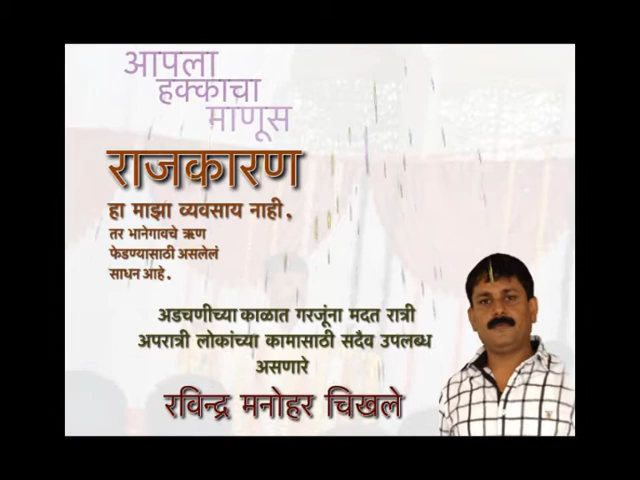 आपला
हक्काचा
माणूस
राजकारण
हा माझा व्यवसाय नाही.
तर भानेगावचे ऋण
फेडण्यासाठी असलेलं
साधन आहे.
अडचणीच्या काळात गरजूंना मदत रात्री
अपरात्री लोकांच्या कामासाठी सदैव उपलब्ध
असणारे
रविन्द्र मनोहर चिखले